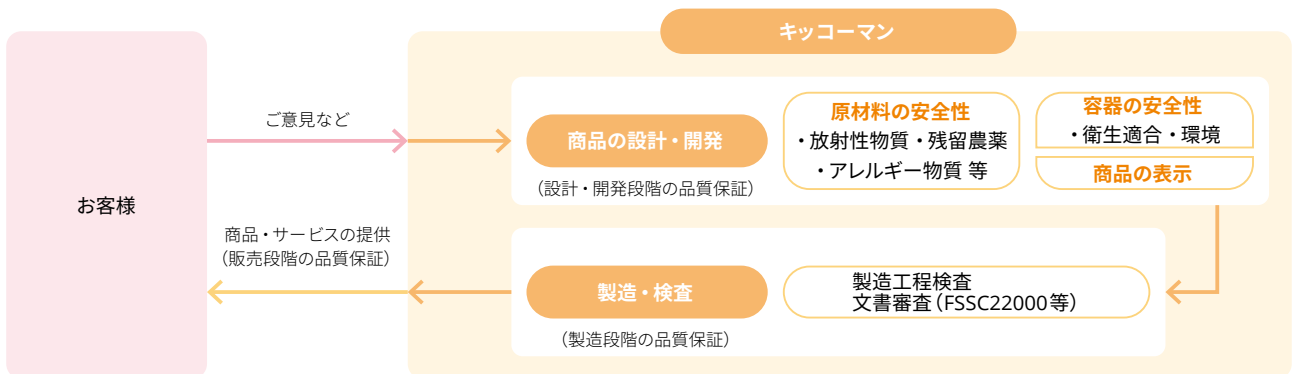 キッコーマン
お客様
ご意見など
商品の設計・開発
（設計・開発段階の品質保証）
原材料の安全性
・放射性物質・残留農薬
・アレルギー物質 等
容器の安全性
・衛生適合・環境
商品の表示
商品・サービスの提供
（販売段階の品質保証）
製造・検査
（製造段階の品質保証）
製造工程検査
文書審査（FSSC22000等）